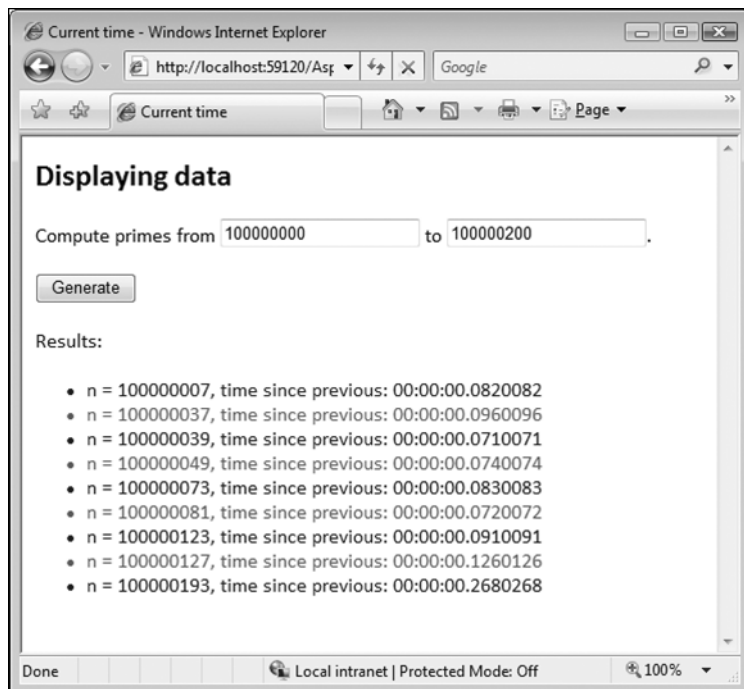 Current time - Windows Internet Explorer
http://localhost:59120/Asp
Google
Current time
Page
Displaying data
Compute primes from 100000000 to 100000200.
Generate
Results:
• n = 100000007, time since previous: 00:00:00.0820082
• n = 100000037, time since previous: 00:00:00.0960096
• n = 100000039, time since previous: 00:00:00.0710071
• n = 100000049, time since previous: 00:00:00.0740074
• n = 100000073, time since previous: 00:00:00.0830083
• n = 100000081, time since previous: 00:00:00.0720072
• n = 100000123, time since previous: 00:00:00.0910091
• n = 100000127, time since previous: 00:00:00.1260126
• n = 100000193, time since previous: 00:00:00.2680268
Done Local intranet | Protected Mode: Off 100%